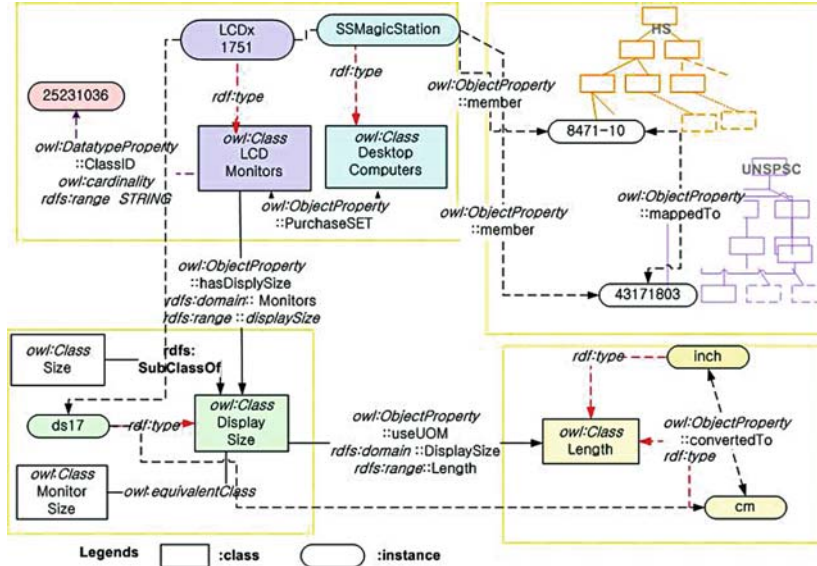 LCDx
1751
SSMagicStation
HS
25231036
rdf:type
rdf:type
owl:ObjectProperty
::member
8471-10
owl:DatatypeProperty
::ClassID
owl:cardinality
rdfs:range STRING
owl:Class
LCD
Monitors
owl:Class
Desktop
Computers
UNSPSC
owl:ObjectProperty
::PurchaseSET
owl:ObjectProperty
::member
owl:ObjectProperty
::mappedTo
owl:ObjectProperty
::hasDisplySize
rdfs:domain:: Monitors
rdfs:range ::displaySize
43171803
owl:Class
Size
rdfs:
SubClassOf
rdf:type
inch
ds17
rdf:type
owl:Class
Display
Size
owl:ObjectProperty
::useUOM
rdfs:domain ::DisplaySize
rdfs:range::Length
owl:Class
Length
owl:ObjectProperty
::convertedTo
rdf:type
owl:Class
Monitor
Size
owl:equivalentClass
cm
Legends
:class
:instance